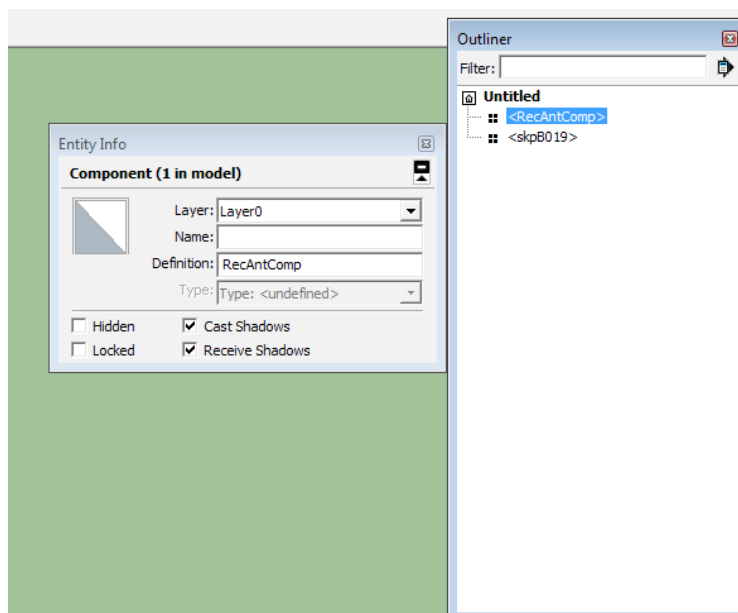 Outliner
Filter:
Untitled
<RecAntComp>
<skpB019>
Entity Info
Component (1 in model)
Layer: Layer0
Name:
Definition: RecAntComp
Type: Type: <undefined>
Hidden Cast Shadows
Locked Receive Shadows